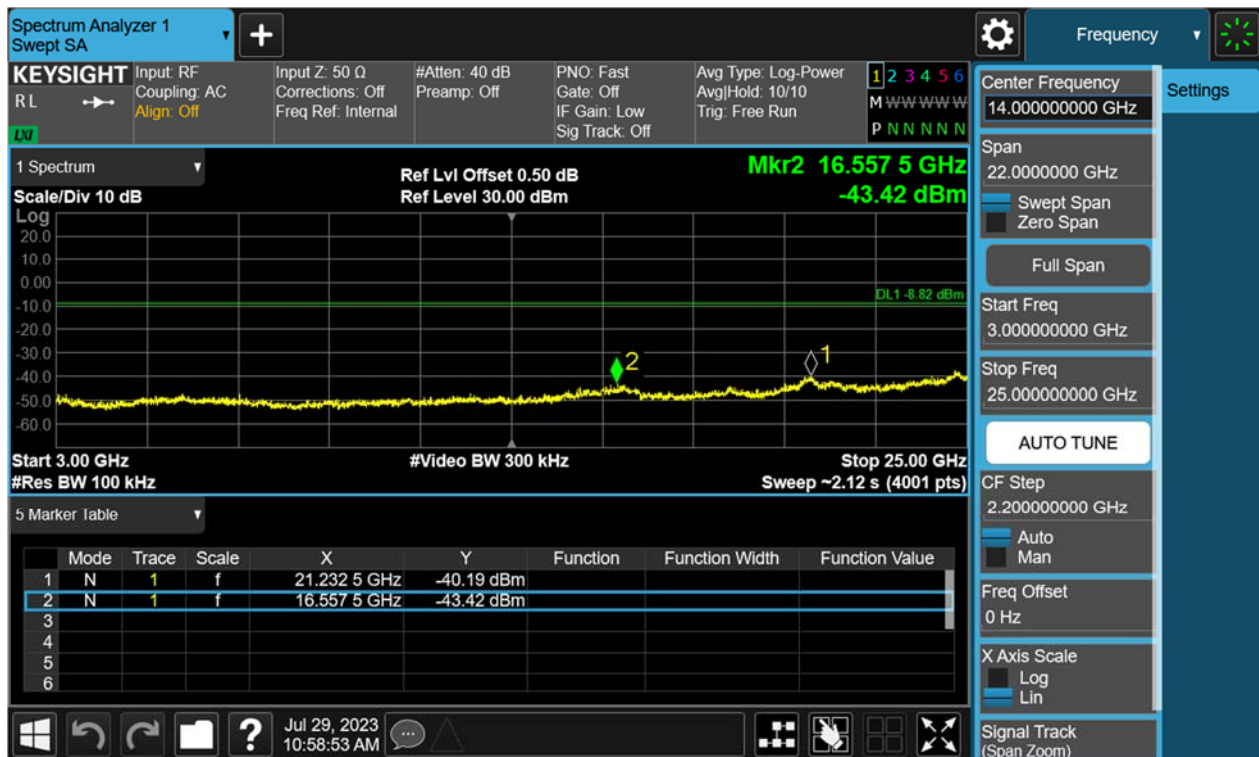 Spectrum Analyzer 1
Swept SA
Frequency
KEYSIGHT
RL
LXI
Input: RF
Coupling: AC
Align: Off
Input Z: 50 Ω
Corrections: Off
Freq Ref: Internal
#Atten: 40 dB
Preamp: Off
PNO: Fast
Gate: Off
IF Gain: Low
Sig Track: Off
Avg Type: Log-Power
Avg|Hold: 10/10
Trig: Free Run
1 2 3 4 5 6
M W W W W W
P N N N N N
1 Spectrum
Scale/Div 10 dB
Ref Lvl Offset 0.50 dB
Ref Level 30.00 dBm
Mkr2 16.557 5 GHz
-43.42 dBm
Log
20.0
10.0
0.00
-10.0
-20.0
-30.0
-40.0
-50.0
-60.0
DL1 -8.82 dBm
2
1
Start 3.00 GHz
#Video BW 300 kHz
Stop 25.00 GHz
#Res BW 100 kHz
Sweep ~2.12 s (4001 pts)
5 Marker Table
Mode Trace Scale X Y Function Function Width Function Value
1 N 1 f 21.232 5 GHz -40.19 dBm
2 N 1 f 16.557 5 GHz -43.42 dBm
3
4
5
6
Jul 29, 2023
10:58:53 AM
Settings
Center Frequency
14.000000000 GHz
Span
22.0000000 GHz
Swept Span
Zero Span
Full Span
Start Freq
3.000000000 GHz
Stop Freq
25.000000000 GHz
AUTO TUNE
CF Step
2.200000000 GHz
Auto
Man
Freq Offset
0 Hz
X Axis Scale
Log
Lin
Signal Track
(Span Zoom)